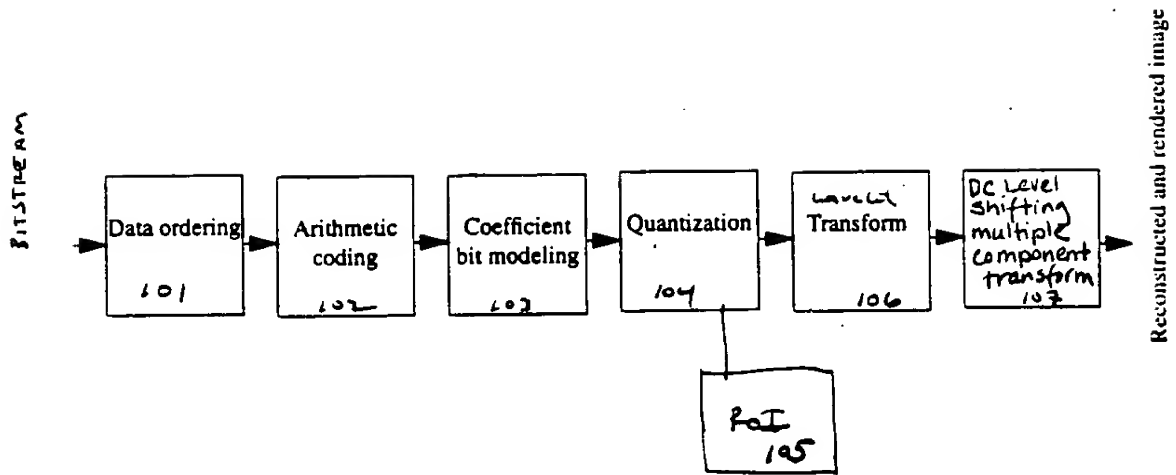 BITSTREAM
Data ordering
101
Arithmetic
coding
102
Coefficient
bit modeling
103
Quantization
104
wavelet
Transform
106
DC Level
shifting
multiple
component
transform
107
Reconstructed and rendered image
RoI
105